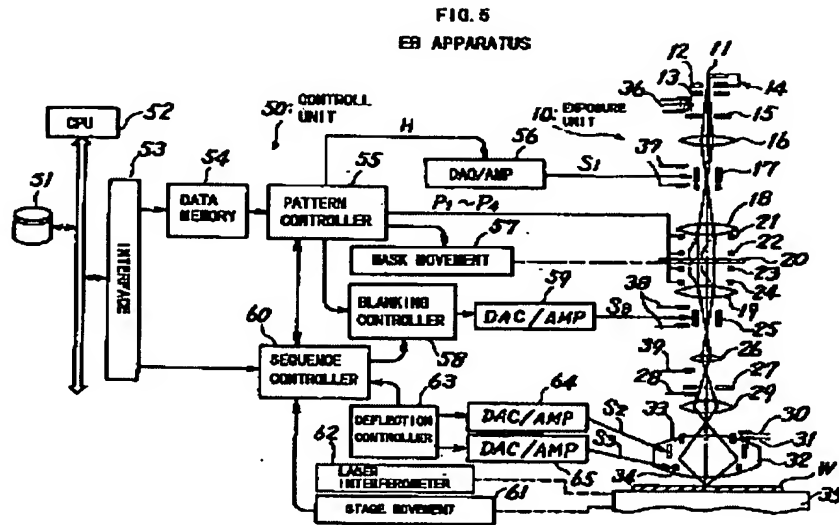 FIG.5
EB APPARATUS
11
12
13
14
36
15
16
50: CONTROLL UNIT
10: EXPOSURE UNIT
CPU
52
53
51
INTERFACE
54
DATA MEMORY
55
PATTERN CONTROLLER
H
56
DAO/AMP
S1
37
17
P1~P4
18
21
22
20
23
24
19
57
MASK MOVEMENT
59
38
BLANKING CONTROLLER
58
DAC/AMP
SB
25
60
SEQUENCE CONTROLLER
39
26
28
27
29
63
DEFLECTION CONTROLLER
64
DAC/AMP
S2
33
30
31
32
DAC/AMP
65
S3
34
62
LASER INTERFEROMETER
61
STAGE MOVEMENT
W
35